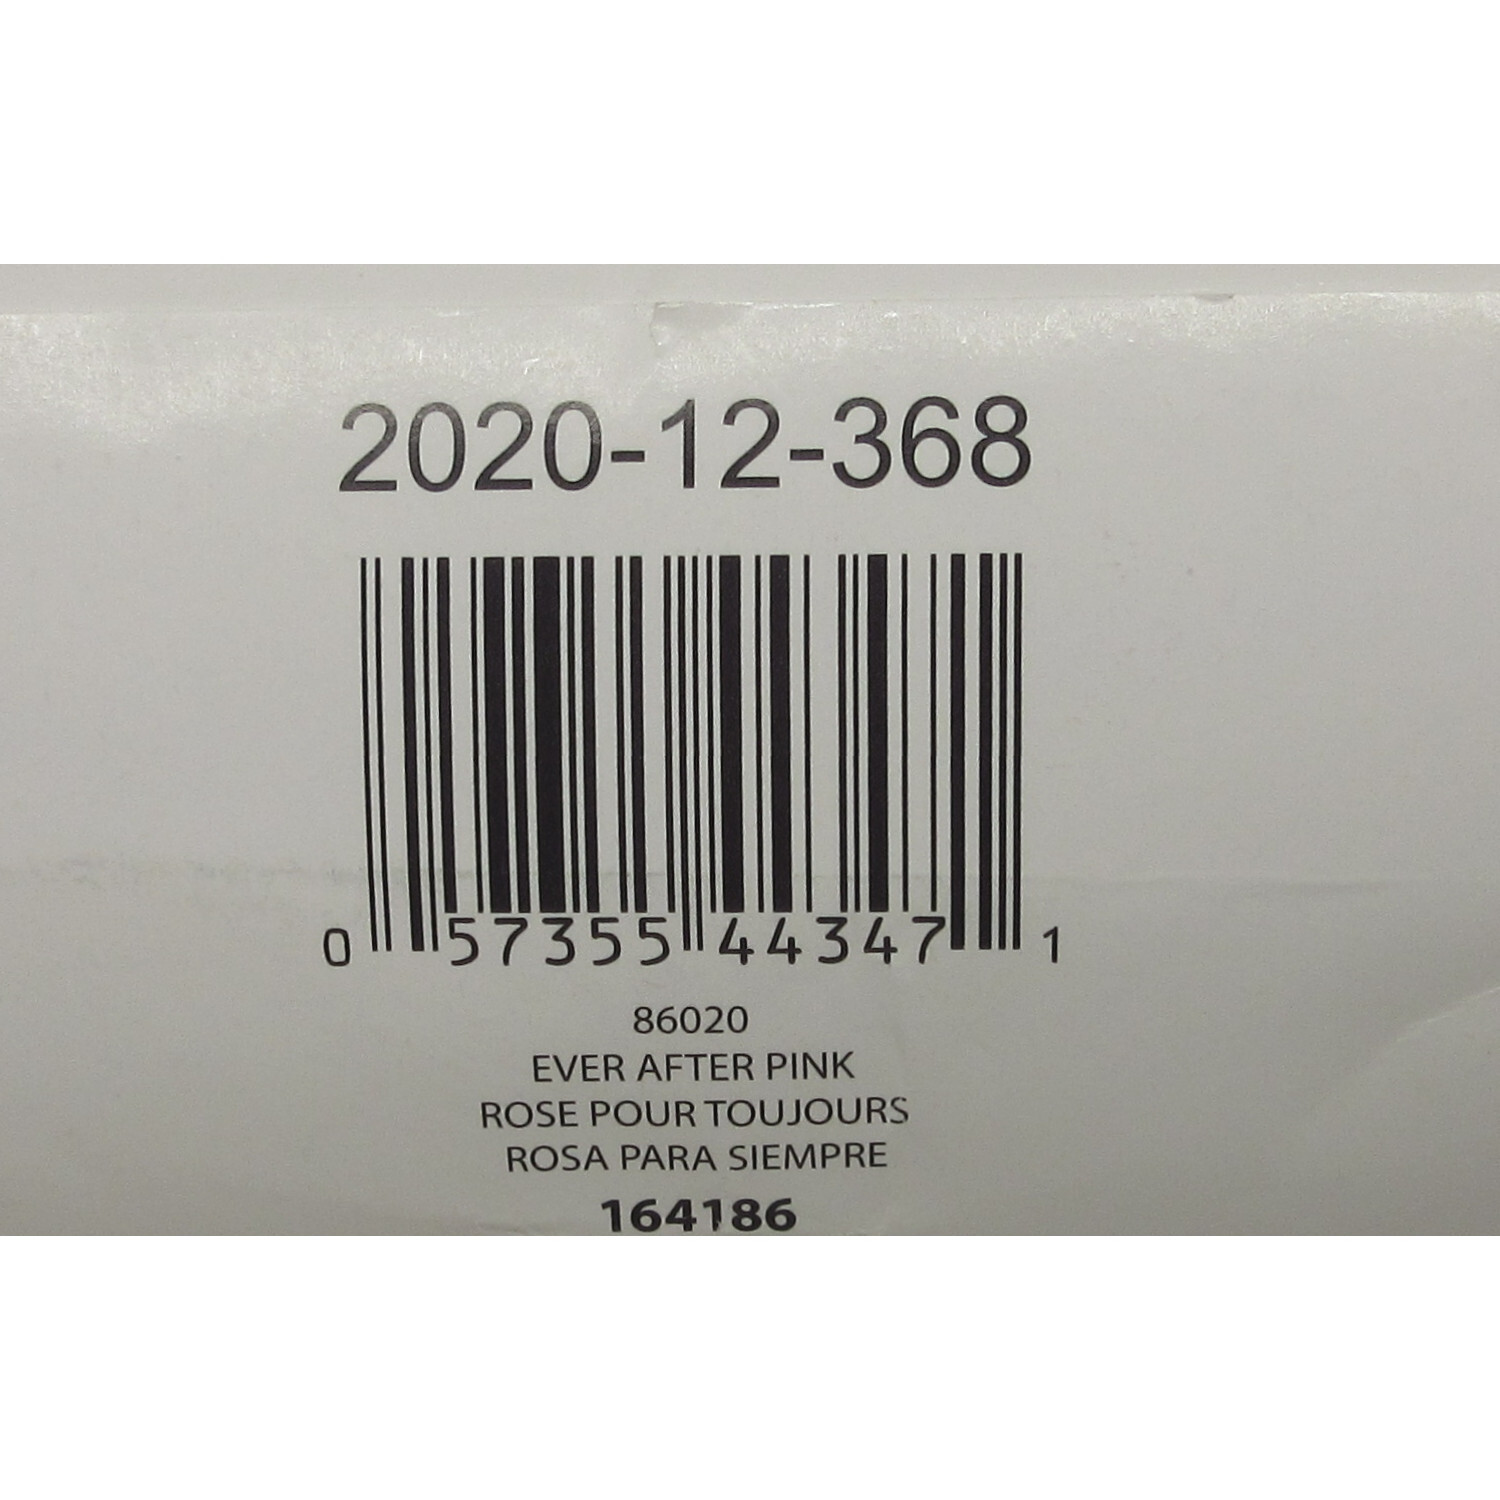 2020-12-368
0 57355 44347 1
86020
EVER AFTER PINK
ROSE POUR TOUJOURS
ROSA PARA SIEMPRE
164186